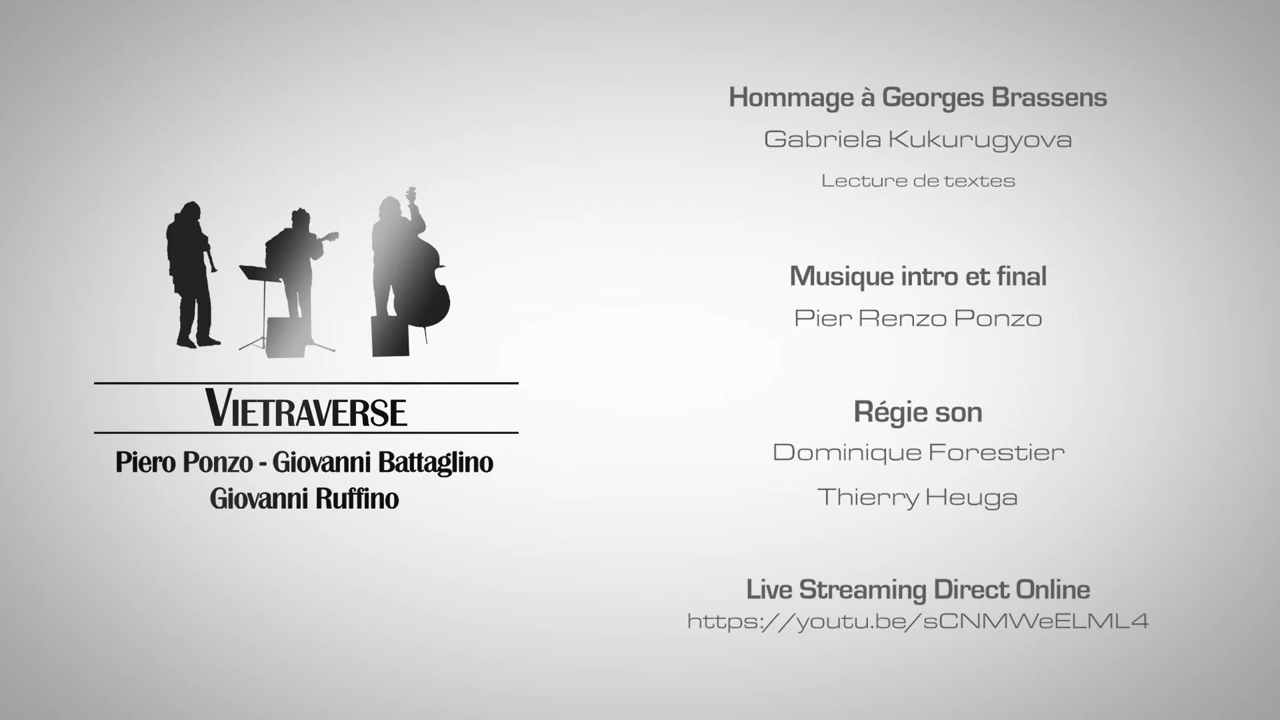 VIETRAVERSE
Piero Ponzo - Giovanni Battaglino
Giovanni Ruffino
Hommage à Georges Brassens
Gabriela Kukurugyova
Lecture de textes
Musique intro et final
Pier Renzo Ponzo
Régie son
Dominique Forestier
Thierry Heuga
Live Streaming Direct Online
https://youtu.be/sCNMWeELML4